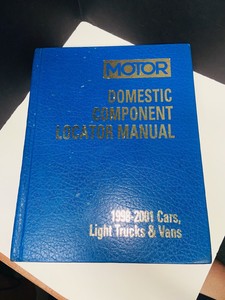 MOTOR
DOMESTIC
COMPONENT
LOCATOR MANUAL
1998-2001 Cars,
Light Trucks & Vans